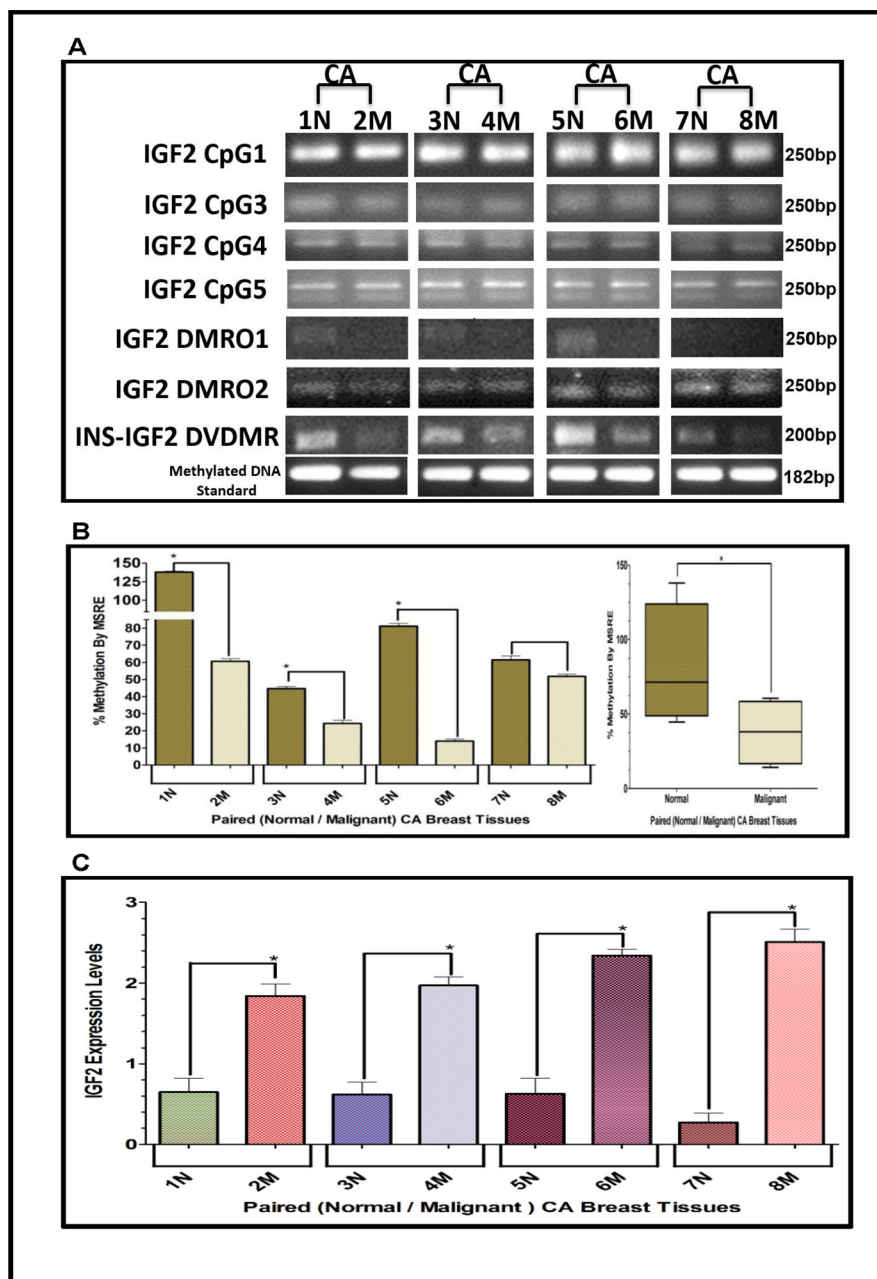 A
CA CA CA CA
1N 2M 3N 4M 5N 6M 7N 8M
IGF2 CpG1 250bp
IGF2 CpG3 250bp
IGF2 CpG4 250bp
IGF2 CpG5 250bp
IGF2 DMRO1 250bp
IGF2 DMRO2 250bp
INS-IGF2 DVDMR 200bp
Methylated DNA
Standard 182bp
B
% Methylation By MSRE
150
125
100
80
70
60
50
40
30
20
10
0
* * *
1N 2M 3N 4M 5N 6M 7N 8M
Paired (Normal / Malignant) CA Breast Tissues
% Methylation By MSRE
150
100
50
0
*
Normal Malignant
Paired (Normal / Malignant) CA Breast Tissues
C
IGF2 Expression Levels
3
2
1
0
* * * *
1N 2M 3N 4M 5N 6M 7N 8M
Paired (Normal / Malignant ) CA Breast Tissues